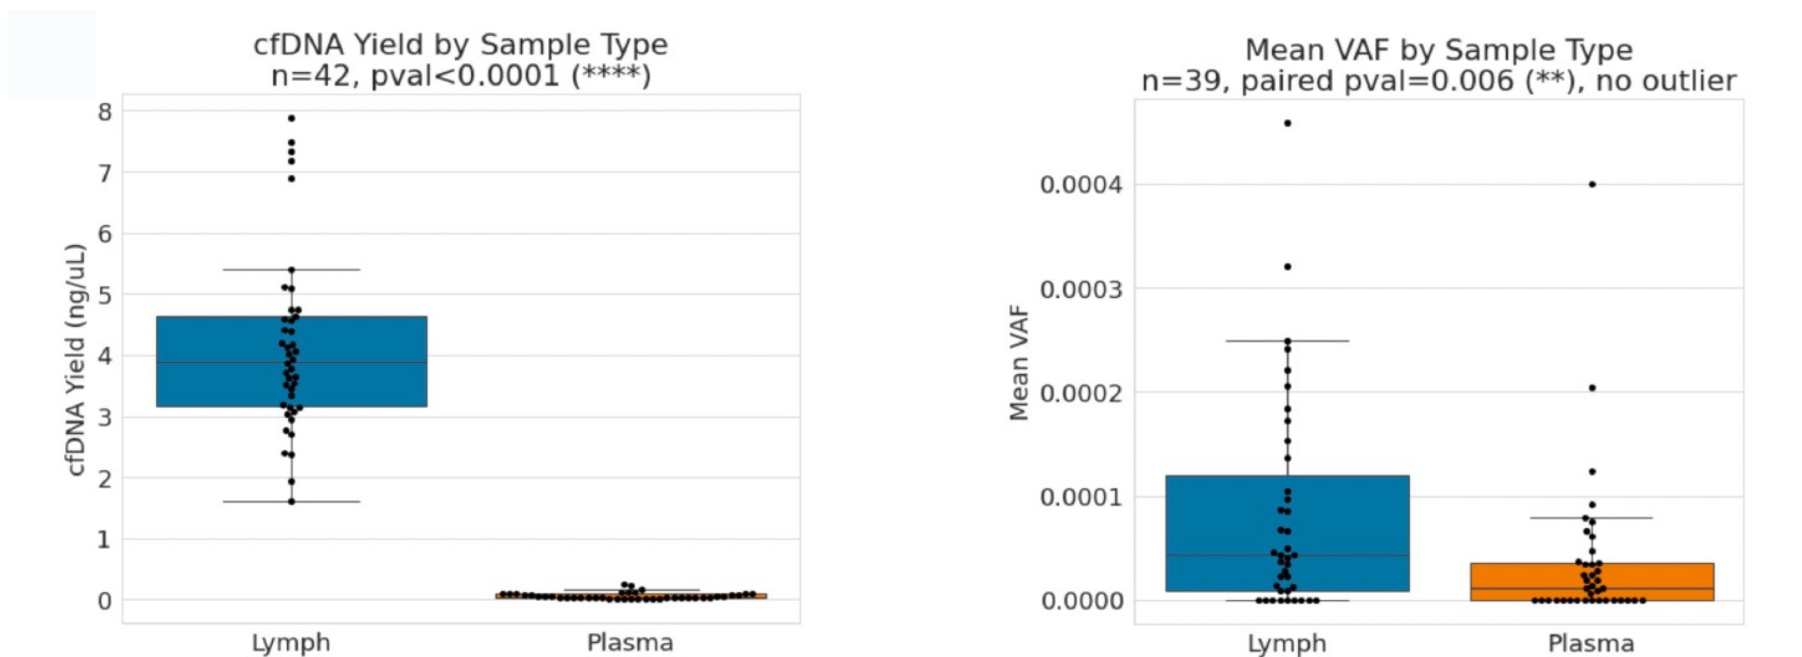 cfDNA Yield by Sample Type
n=42, pval<0.0001 (****)
8
7
6
5
4
3
2
1
0
cfDNA Yield (ng/uL)
Lymph
Plasma
Mean VAF by Sample Type
n=39, paired pval=0.006 (**), no outlier
0.0004
0.0003
0.0002
0.0001
0.0000
Mean VAF
Lymph
Plasma